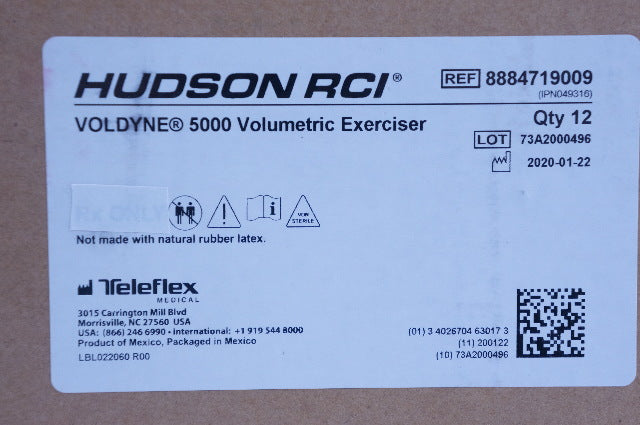 HUDSON RCI®
REF 8884719009
(IPN049316)
VOLDYNE® 5000 Volumetric Exerciser
Qty 12
LOT 73A2000496
2020-01-22
Rx ONLY
NON STERILE
Not made with natural rubber latex.
Teleflex
MEDICAL
3015 Carrington Mill Blvd
Morrisville, NC 27560 USA
USA: (866) 246 6990 • International: +1 919 544 8000
Product of Mexico, Packaged in Mexico
LBL022060 R00
(01) 3 4026704 63017 3
(11) 200122
(10) 73A2000496